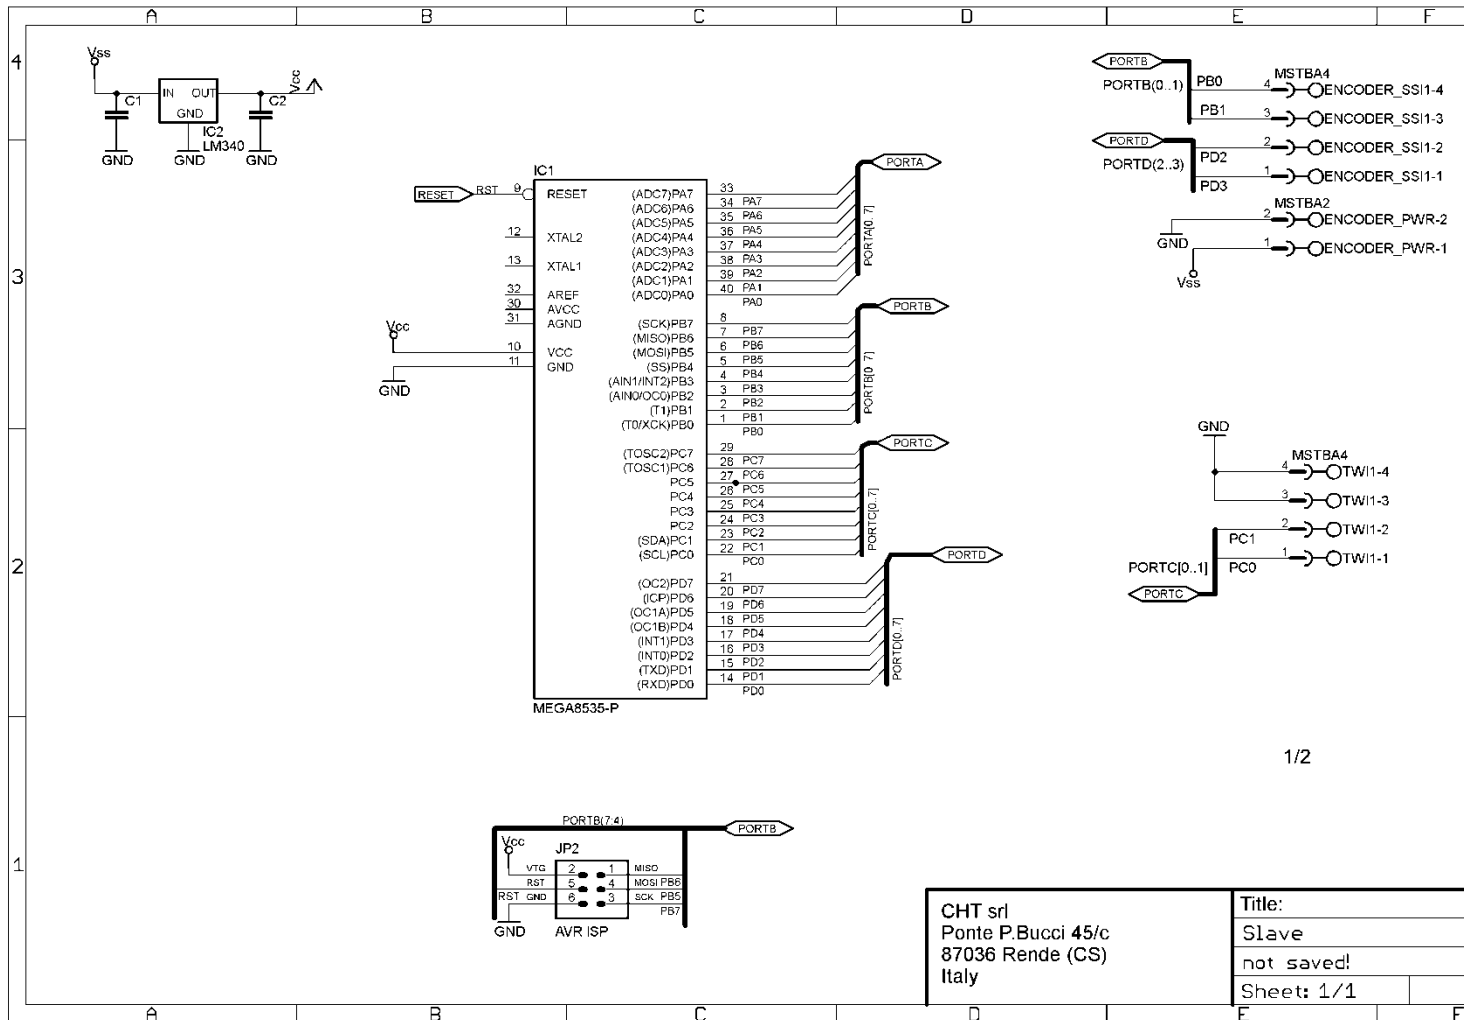 A B C D E F
4
Vss
Vcc
IN OUT
GND
C1
C2
IC2
LM340
GND GND GND
PORTB
PORTB(0..1)
PB0 4 MSTBA4 ENCODER_SSI1-4
PB1 3 ENCODER_SSI1-3
PORTD
PORTD(2..3)
PD2 2 ENCODER_SSI1-2
PD3 1 ENCODER_SSI1-1
MSTBA2
GND 2 ENCODER_PWR-2
Vss 1 ENCODER_PWR-1
3
IC1
RESET RST 9 RESET
12 XTAL2
13 XTAL1
32 AREF
30 AVCC
31 AGND
Vcc 10 VCC
GND 11 GND
(ADC7)PA7 33 PA7
(ADC6)PA6 34 PA6
(ADC5)PA5 35 PA5
(ADC4)PA4 36 PA4
(ADC3)PA3 37 PA3
(ADC2)PA2 38 PA2
(ADC1)PA1 39 PA1
(ADC0)PA0 40 PA0
PORTA
PORTA[0..7]
(SCK)PB7 8 PB7
(MISO)PB6 7 PB6
(MOSI)PB5 6 PB5
(SS)PB4 5 PB4
(AIN1/INT2)PB3 4 PB3
(AIN0/OC0)PB2 3 PB2
(T1)PB1 2 PB1
(T0/XCK)PB0 1 PB0
PORTB
PORTB[0..7]
(TOSC2)PC7 29 PC7
(TOSC1)PC6 28 PC6
PC5 27 PC5
PC4 26 PC4
PC3 25 PC3
PC2 24 PC2
(SDA)PC1 23 PC1
(SCL)PC0 22 PC0
PORTC
PORTC[0..7]
(OC2)PD7 21 PD7
(ICP)PD6 20 PD6
(OC1A)PD5 19 PD5
(OC1B)PD4 18 PD4
(INT1)PD3 17 PD3
(INT0)PD2 16 PD2
(TXD)PD1 15 PD1
(RXD)PD0 14 PD0
PORTD
PORTD[0..7]
MEGA8535-P
GND
MSTBA4
4 TWI1-4
3 TWI1-3
PC1 2 TWI1-2
PC0 1 TWI1-1
PORTC[0..1]
PORTC
2
1/2
1
PORTB(7:4)
PORTB
Vcc
JP2
VTG 2 1 MISO
RST 5 4 MOSI PB6
RST GND 6 3 SCK PB5
PB7
GND
AVR ISP
CHT srl
Ponte P.Bucci 45/c
87036 Rende (CS)
Italy
Title:
Slave
not saved!
Sheet: 1/1
A B C D E F